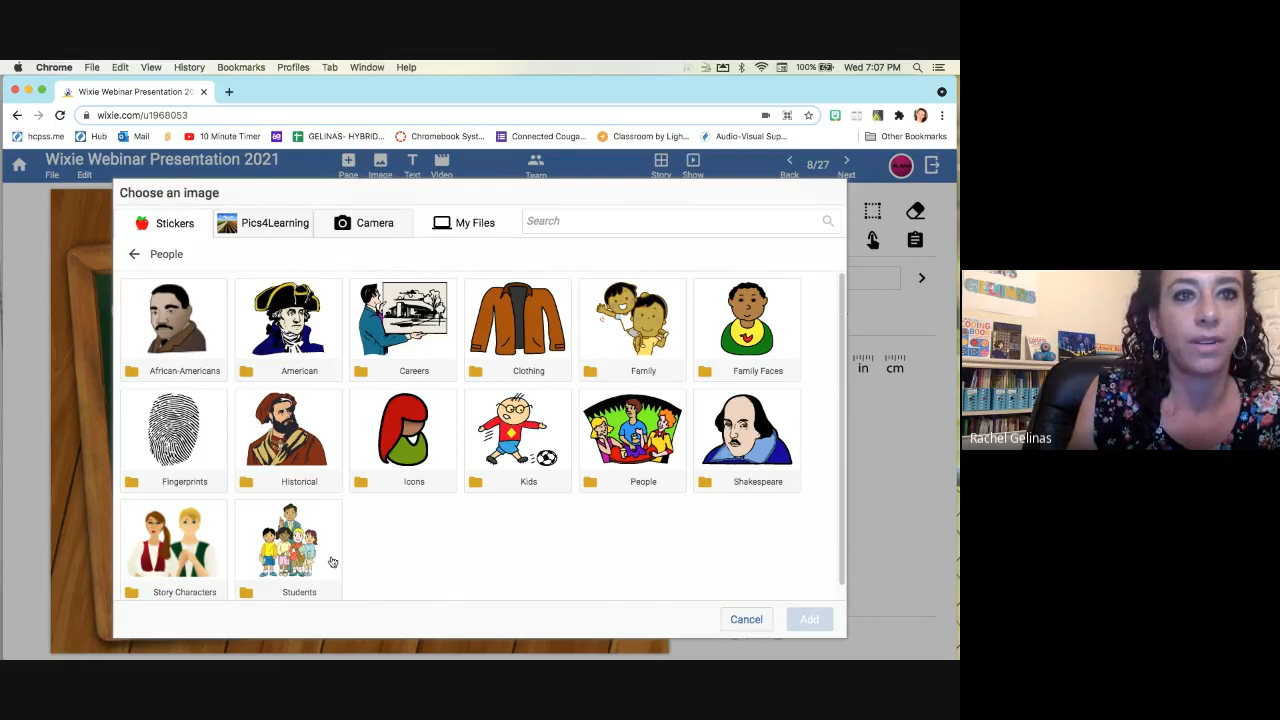 Chrome File Edit View History Bookmarks Profiles Tab Window Help 100% Wed 7:07 PM
Wixie Webinar Presentation 20
wixie.com/u1968053
hcpss.me Hub Mail 10 Minute Timer GELINAS- HYBRID... Chromebook Syst... Connected Couga... Classroom by Ligh... Audio-Visual Sup... Other Bookmarks
Wixie Webinar Presentation 2021
File Edit Page Image Text Video Team Story Show Back 8/27 Next
Choose an image
Stickers Pics4Learning Camera My Files Search
People
African-Americans American Careers Clothing Family Family Faces
in cm
Fingerprints Historical Icons Kids People Shakespeare
Story Characters Students
Cancel Add
Rachel Gelinas